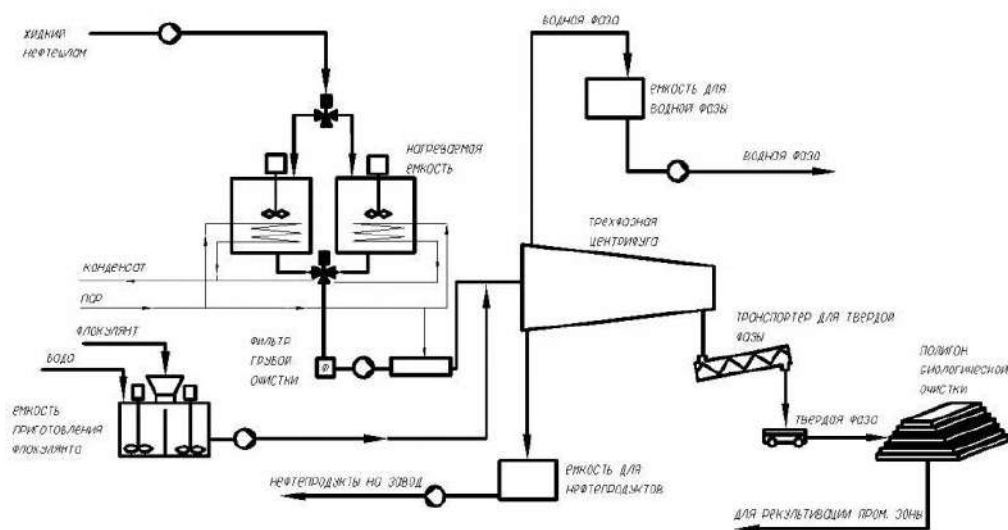 ЖИДКИЙ
НЕФТЕШЛАМ
ВОДНАЯ ФАЗА
ЕМКОСТЬ ДЛЯ
ВОДНОЙ ФАЗЫ
ВОДНАЯ ФАЗА
НАГРЕВАЕМАЯ
ЕМКОСТЬ
ТРЕХФАЗНАЯ
ЦЕНТРИФУГА
КОНДЕНСАТ
ПАР
ФЛОКУЛЯНТ
ВОДА
ЕМКОСТЬ
ПРИГОТОВЛЕНИЯ
ФЛОКУЛЯНТА
ФИЛЬТР
ГРУБОЙ
ОЧИСТКИ
Ф
ТРАНСПОРТЕР ДЛЯ ТВЕРДОЙ
ФАЗЫ
ПОЛИГОН
БИОЛОГИЧЕСКОЙ
ОЧИСТКИ
ТВЕРДАЯ ФАЗА
ЕМКОСТЬ ДЛЯ
НЕФТЕПРОДУКТОВ
НЕФТЕПРОДУКТЫ НА ЗАВОД
ДЛЯ РЕКУЛЬТИВАЦИИ ПРОМ. ЗОНЫ